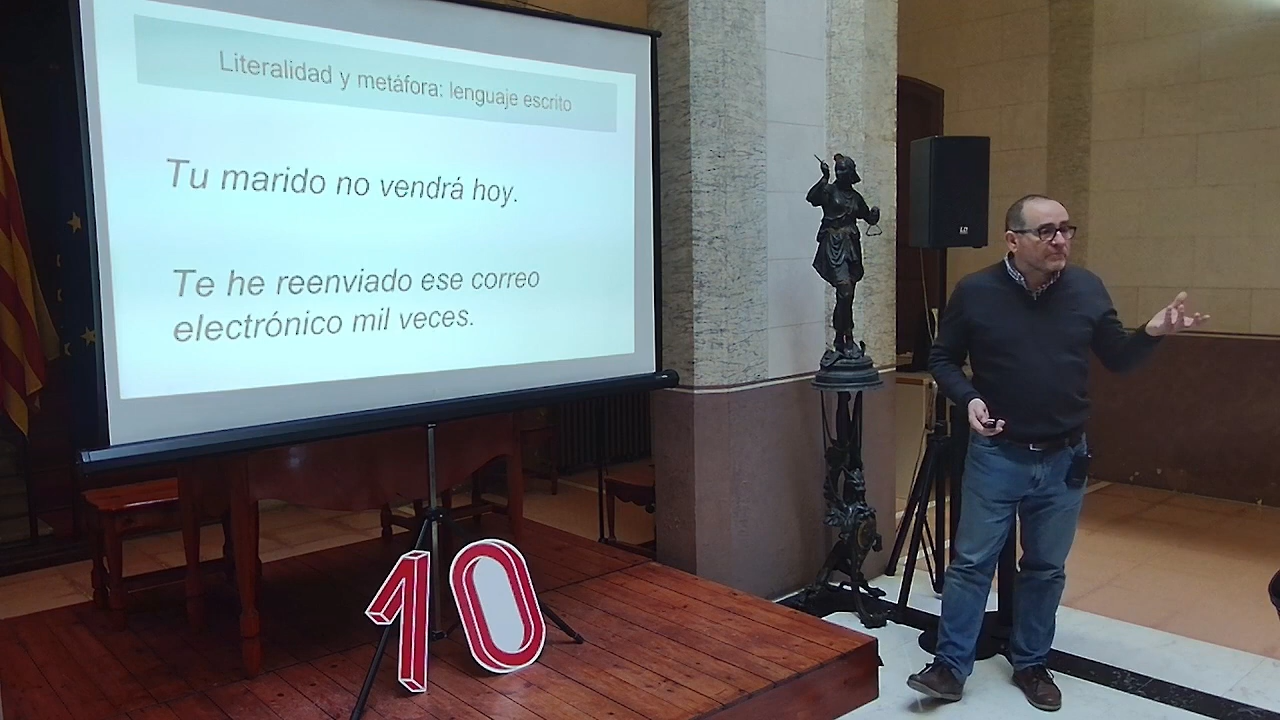 Literalidad y metáfora: lenguaje escrito
Tu marido no vendrá hoy.
Te he reenviado ese correo
electrónico mil veces.
10